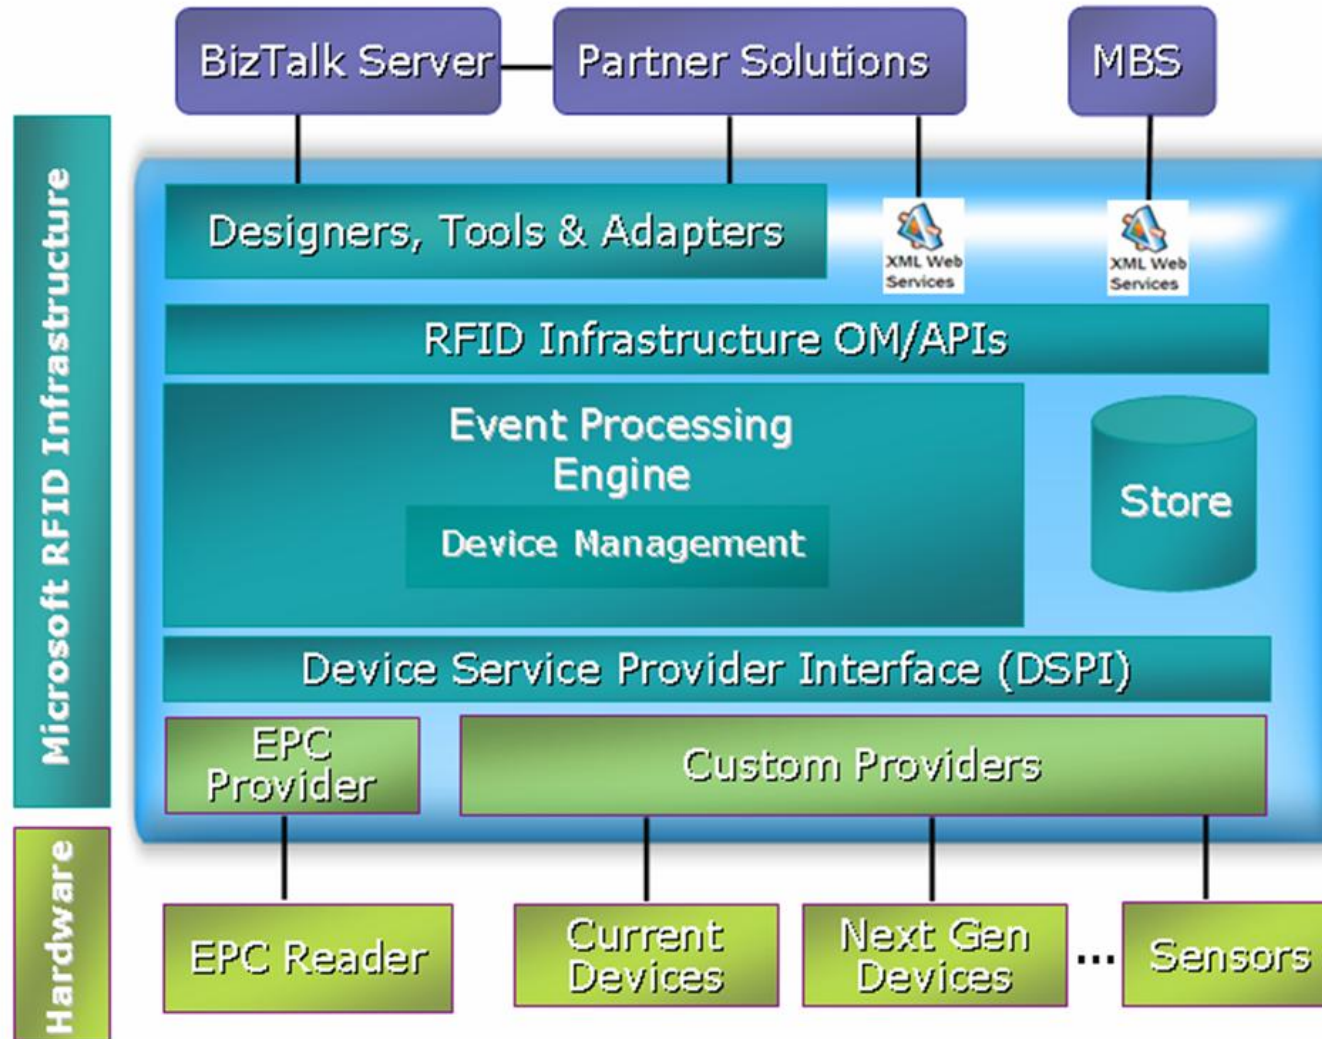 BizTalk Server
Partner Solutions
MBS
Microsoft RFID Infrastructure
Designers, Tools & Adapters
XML Web
Services
XML Web
Services
RFID Infrastructure OM/APIs
Event Processing
Engine
Device Management
Store
Device Service Provider Interface (DSPI)
EPC
Provider
Custom Providers
Hardware
EPC Reader
Current
Devices
Next Gen
Devices
...
Sensors